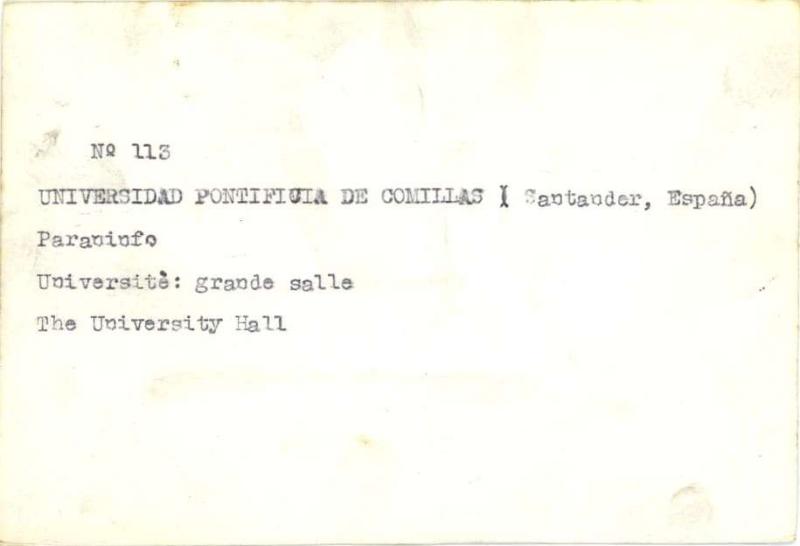 Nº 113
UNIVERSIDAD PONTIFICIA DE COMILLAS ( Santander, España)
Paraninfo
Universitè: grande salle
The University Hall